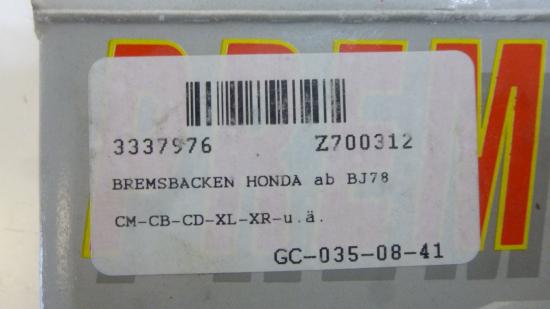 3337976 Z700312
BREMSBACKEN HONDA ab BJ78
CM-CB-CD-XL-XR-u.ä.
GC-035-08-41